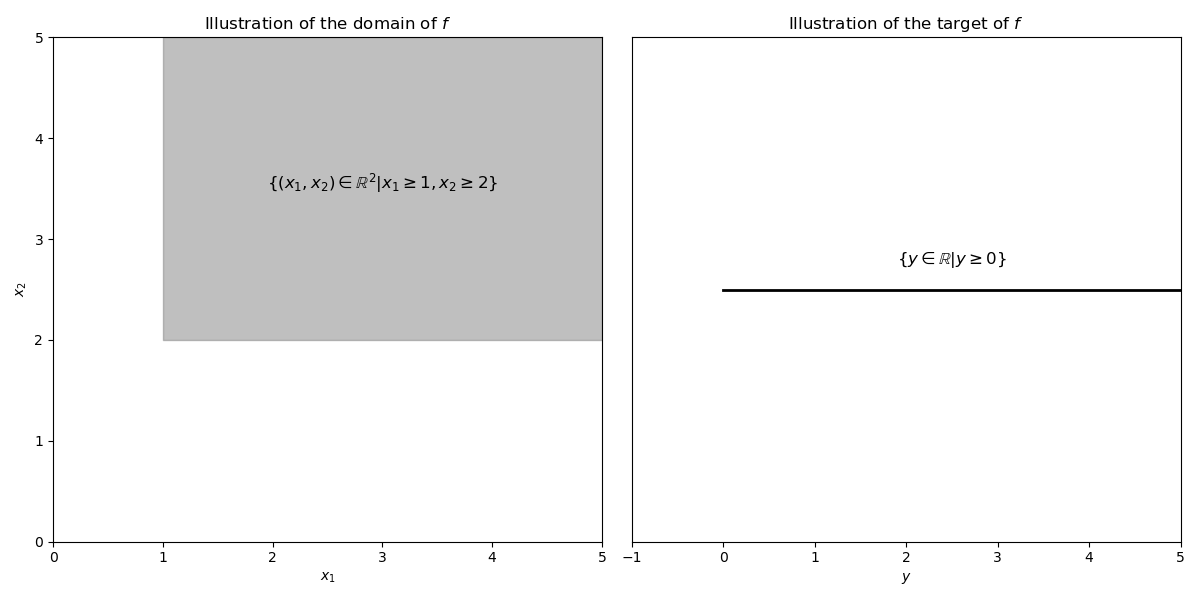 Illustration of the domain of f
5
4
3
2
1
0
x₂
{(x₁, x₂) ∈ ℝ²|x₁ ≥ 1, x₂ ≥ 2}
0 1 2 3 4 5
x₁
Illustration of the target of f
{y ∈ ℝ|y ≥ 0}
−1 0 1 2 3 4 5
y